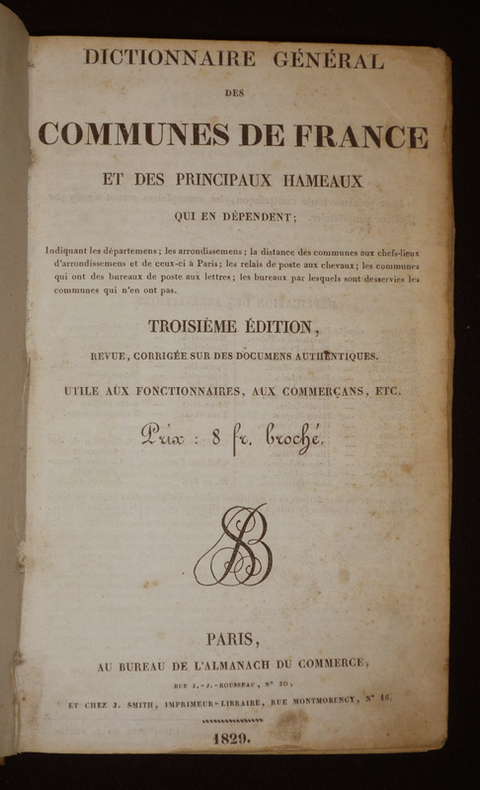 DICTIONNAIRE GÉNÉRAL
DES
COMMUNES DE FRANCE
ET DES PRINCIPAUX HAMEAUX
QUI EN DÉPENDENT;
Indiquant les départemens; les arrondissemens; la distance des communes aux chefs-lieux
d'arrondissemens et de ceux-ci à Paris; les relais de poste aux chevaux; les communes
qui ont des bureaux de poste aux lettres; les bureaux par lesquels sont desservies les
communes qui n'en ont pas.
TROISIÈME ÉDITION,
REVUE, CORRIGÉE SUR DES DOCUMENS AUTHENTIQUES.
UTILE AUX FONCTIONNAIRES, AUX COMMERÇANS, ETC.
Prix : 8 fr. broché.
SB
PARIS,
AU BUREAU DE L'ALMANACH DU COMMERCE,
RUE J.-J.-ROUSSEAU, N° 20,
ET CHEZ J. SMITH, IMPRIMEUR-LIBRAIRE, RUE MONTMORENCY, N° 16.
1829.